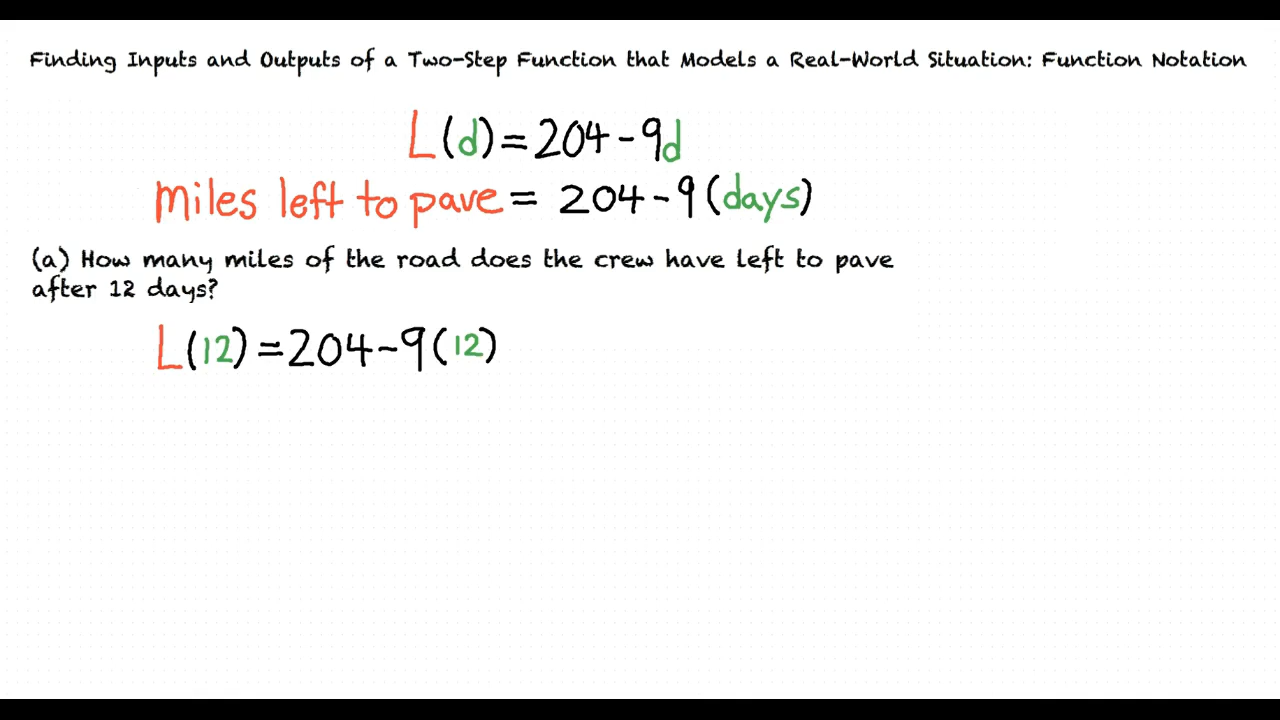 Finding Inputs and Outputs of a Two-Step Function that Models a Real-World Situation: Function Notation
L(d)=204-9d
miles left to pave = 204-9(days)
(a) How many miles of the road does the crew have left to pave
after 12 days?
L(12)=204-9(12)